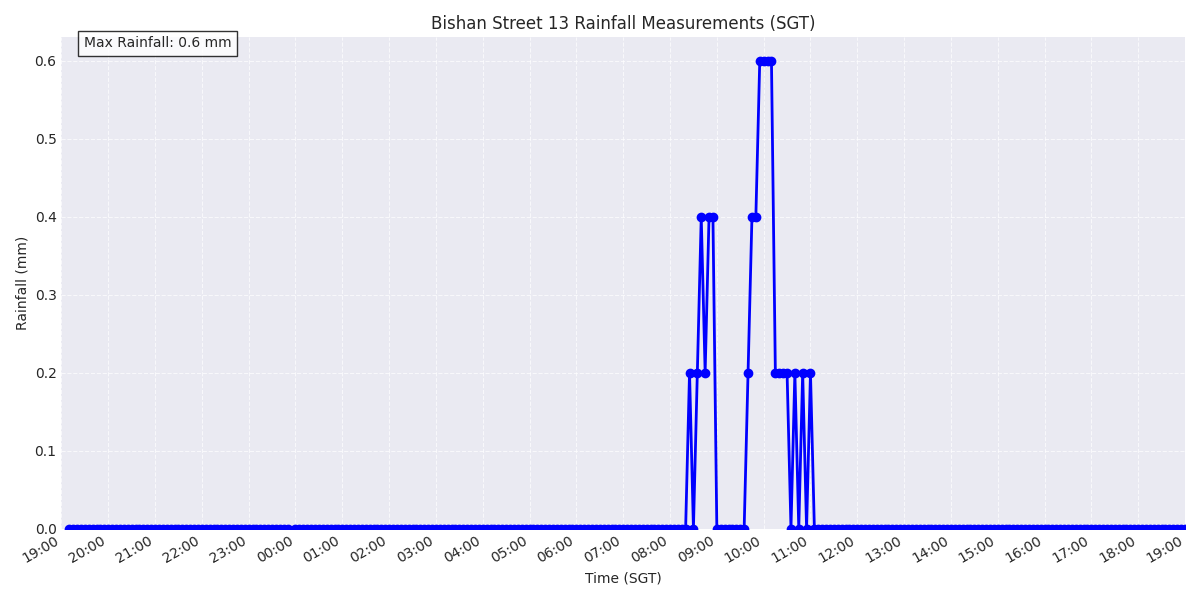 Bishan Street 13 Rainfall Measurements (SGT)
Max Rainfall: 0.6 mm
Rainfall (mm)
0.6
0.5
0.4
0.3
0.2
0.1
0.0
19:00 20:00 21:00 22:00 23:00 00:00 01:00 02:00 03:00 04:00 05:00 06:00 07:00 08:00 09:00 10:00 11:00 12:00 13:00 14:00 15:00 16:00 17:00 18:00 19:00
Time (SGT)